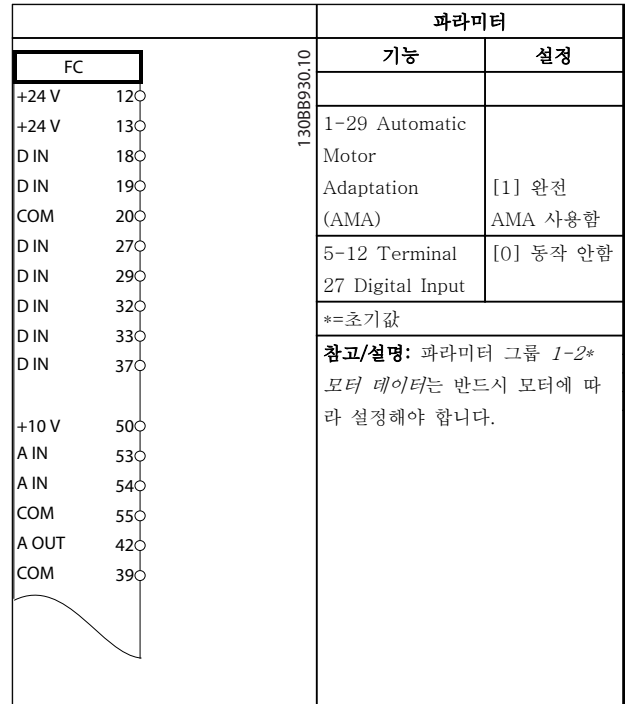 FC
+24 V 12
+24 V 13
D IN 18
D IN 19
COM 20
D IN 27
D IN 29
D IN 32
D IN 33
D IN 37
+10 V 50
A IN 53
A IN 54
COM 55
A OUT 42
COM 39
130BB930.10
파라미터
기능 설정
1-29 Automatic
Motor
Adaptation [1] 완전
(AMA) AMA 사용함
5-12 Terminal [0] 동작 안함
27 Digital Input
*=초기값
참고/설명: 파라미터 그룹 1-2*
모터 데이터는 반드시 모터에 따
라 설정해야 합니다.